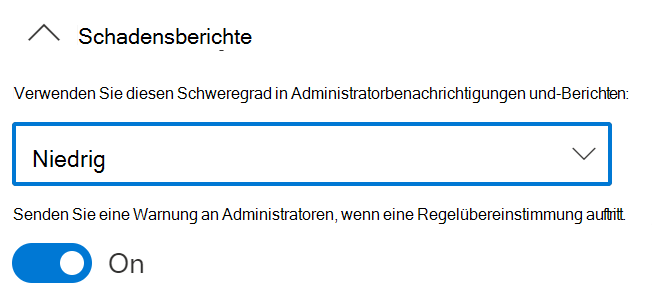 Schadensberichte
Verwenden Sie diesen Schweregrad in Administratorbenachrichtigungen und-Berichten:
Niedrig
Senden Sie eine Warnung an Administratoren, wenn eine Regelübereinstimmung auftritt.
On